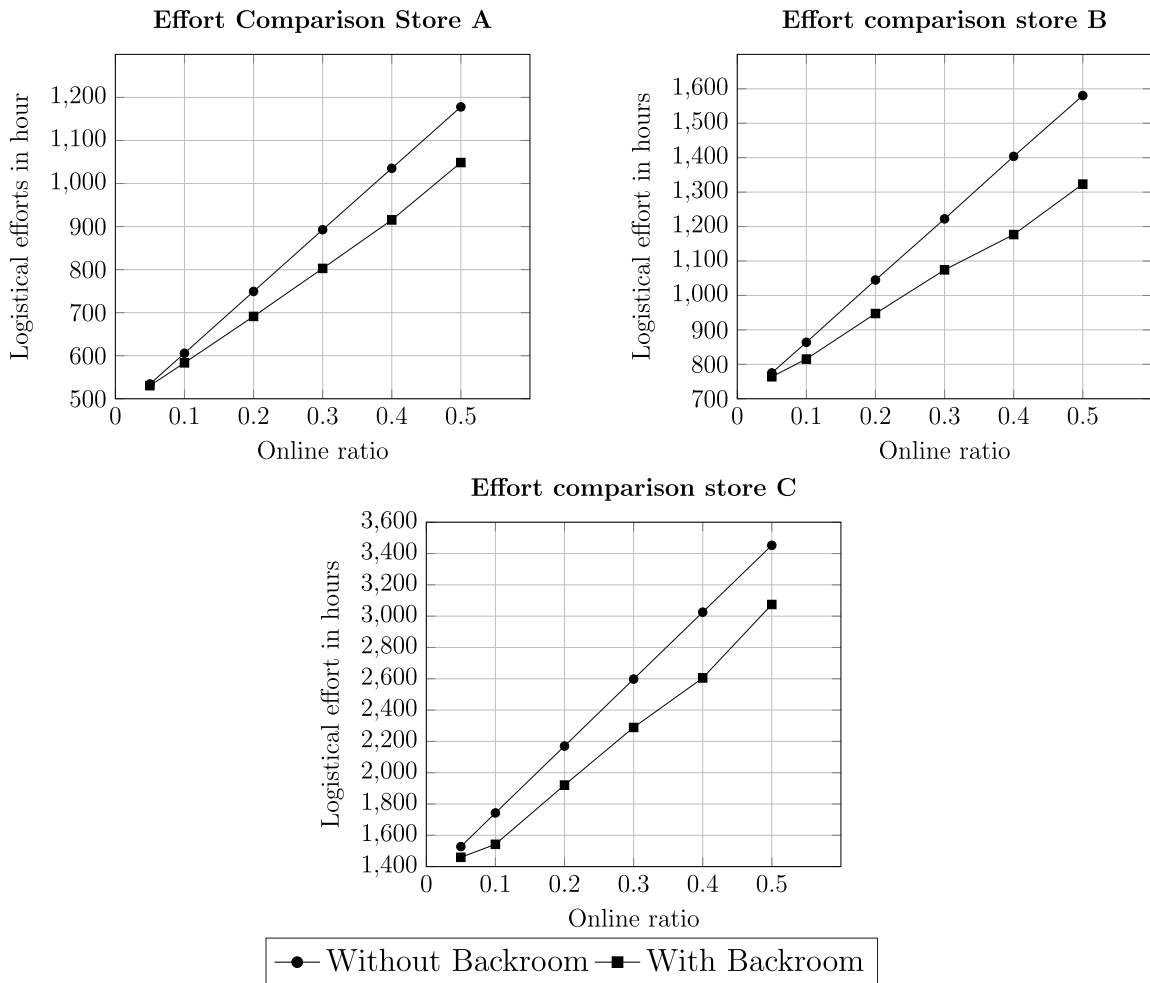 Effort Comparison Store A
1,200
1,100
1,000
900
800
700
600
500
0 0.1 0.2 0.3 0.4 0.5
Logistical efforts in hour
Online ratio
Effort comparison store B
1,600
1,500
1,400
1,300
1,200
1,100
1,000
900
800
700
0 0.1 0.2 0.3 0.4 0.5
Logistical effort in hours
Online ratio
Effort comparison store C
3,600
3,400
3,200
3,000
2,800
2,600
2,400
2,200
2,000
1,800
1,600
1,400
0 0.1 0.2 0.3 0.4 0.5
Logistical effort in hours
Online ratio
Without Backroom With Backroom